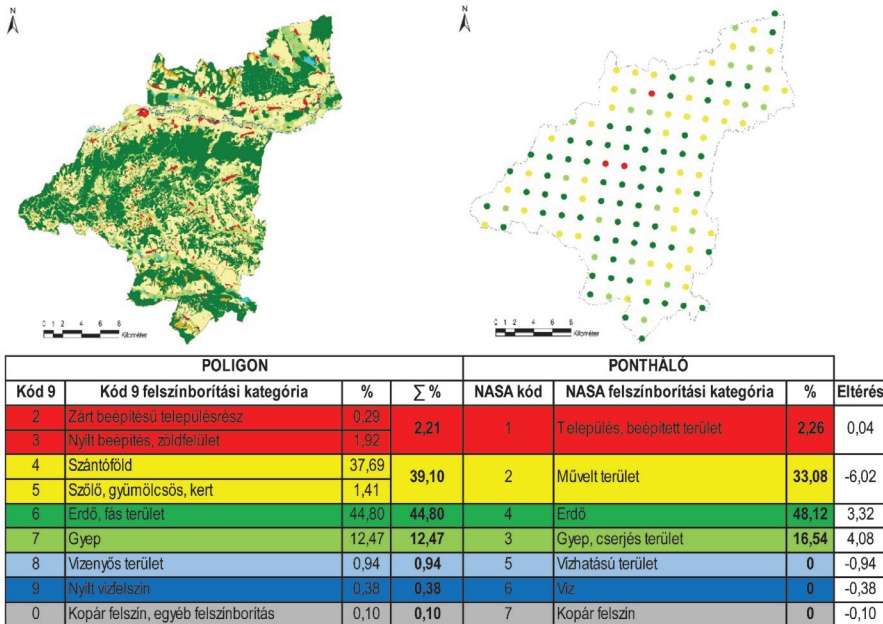 N
N
0 1 2 4 6 8
Kilométer
0 1 2 4 6 8
Kilométer
POLIGON PONTHÁLÓ
Kód 9 Kód 9 felszínborítási kategória % ∑ % NASA kód NASA felszínborítási kategória % Eltérés
2 Zárt beépítésű településrész 0,29 2,21 1 Település, beépített terület 2,26 0,04
3 Nyílt beépítés, zöldfelület 1,92
4 Szántóföld 37,69 39,10 2 Művelt terület 33,08 -6,02
5 Szőlő, gyümölcsös, kert 1,41
6 Erdő, fás terület 44,80 44,80 4 Erdő 48,12 3,32
7 Gyep 12,47 12,47 3 Gyep, cserjés terület 16,54 4,08
8 Vizenyős terület 0,94 0,94 5 Vízhatású terület 0 -0,94
9 Nyílt vízfelszín 0,38 0,38 6 Víz 0 -0,38
0 Kopár felszín, egyéb felszínborítás 0,10 0,10 7 Kopár felszín 0 -0,10